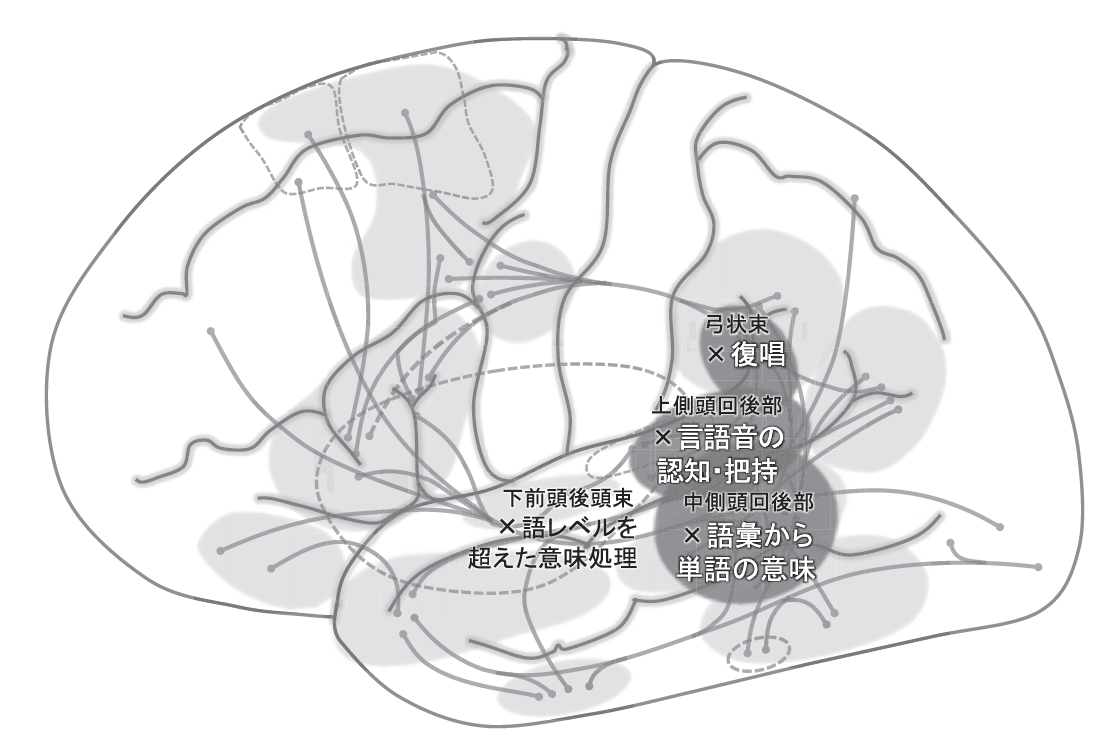 弓状束
×復唱
上側頭回後部
×言語音の
認知・把持
下前頭後頭束
×語レベルを
超えた意味処理
中側頭回後部
×語彙から
単語の意味